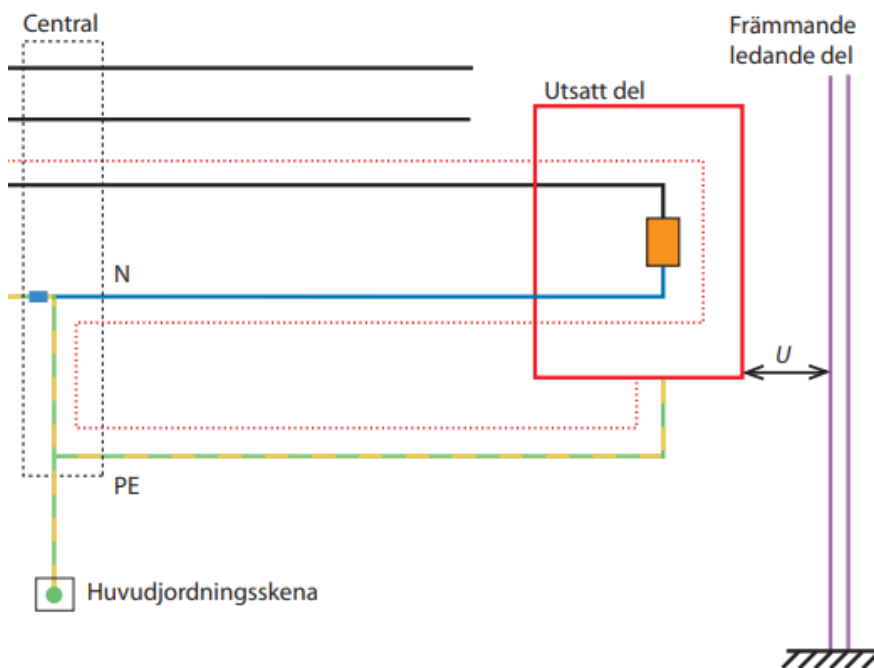 Central
Främmande
ledande del
Utsatt del
N
U
PE
Huvudjordningsskena